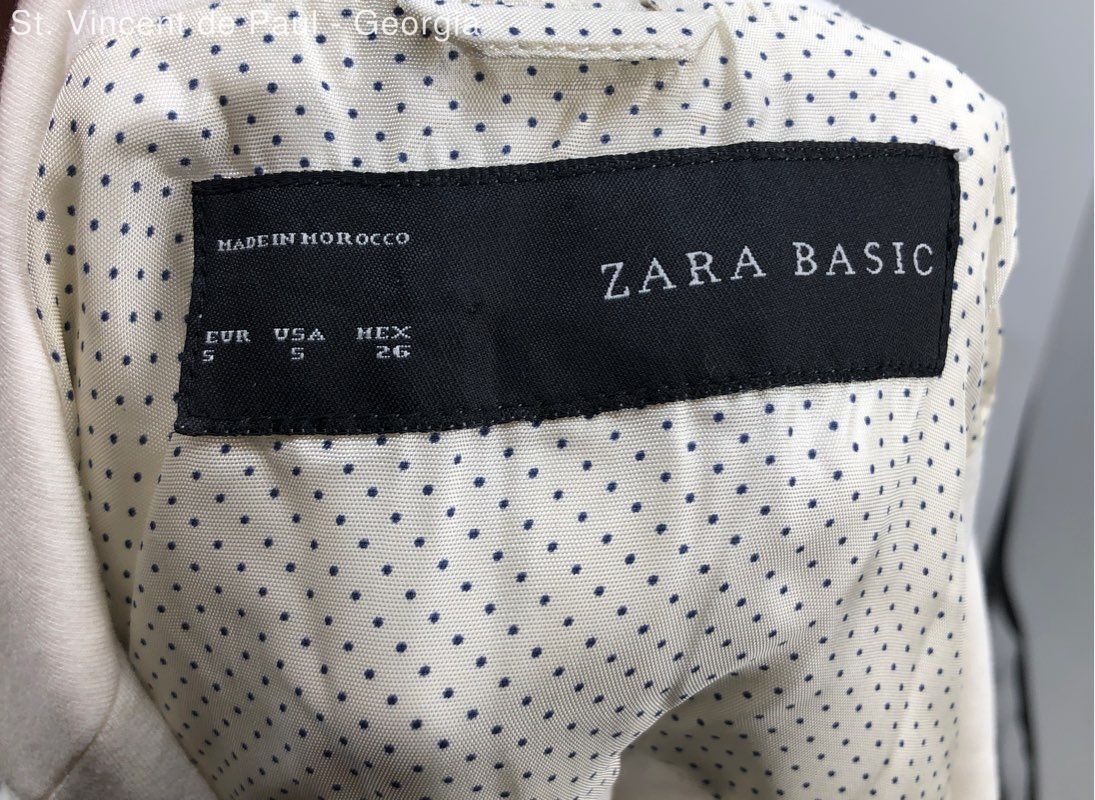 St. Vincent de Paul - Georgia
MADE IN MOROCCO
ZARA BASIC
EUR USA MEX
S S 26